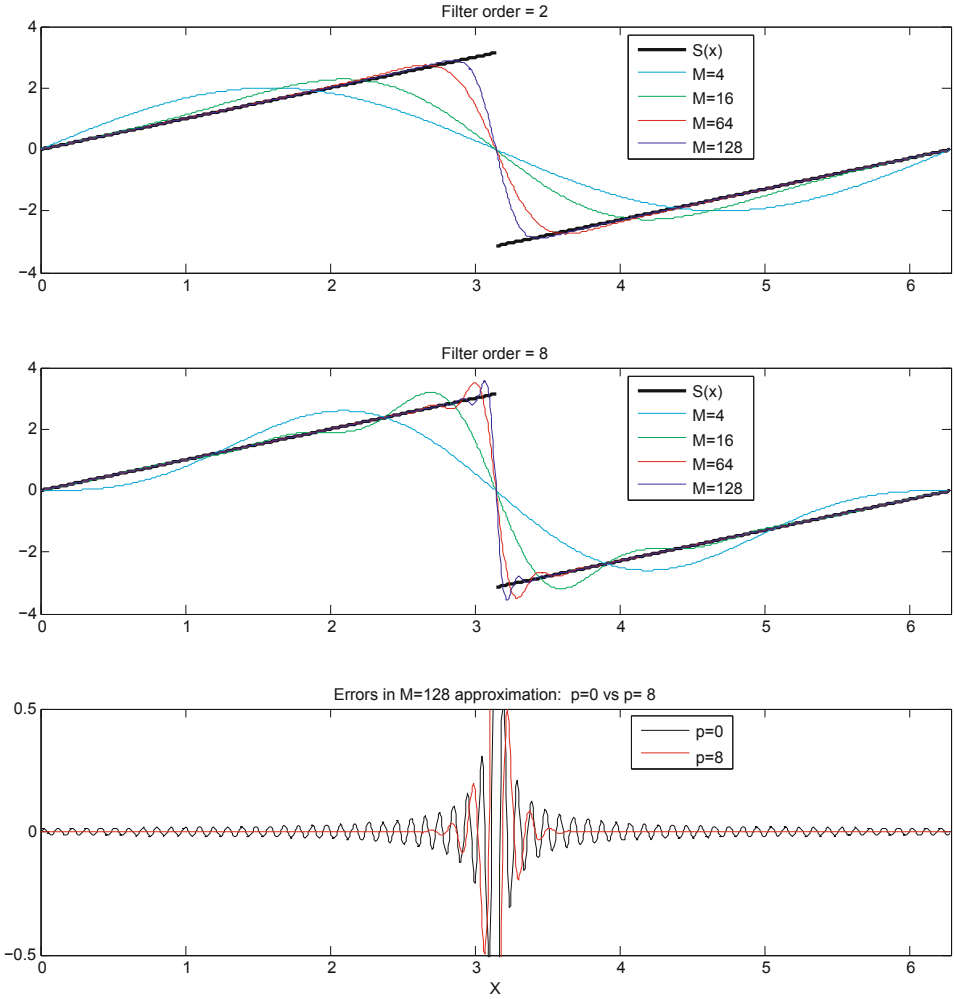 Filter order = 2
4
2
0
−2
−4
S(x)
M=4
M=16
M=64
M=128
0 1 2 3 4 5 6
Filter order = 8
4
2
0
−2
−4
S(x)
M=4
M=16
M=64
M=128
0 1 2 3 4 5 6
Errors in M=128 approximation: p=0 vs p= 8
0.5
0
−0.5
p=0
p=8
0 1 2 3 4 5 6
X